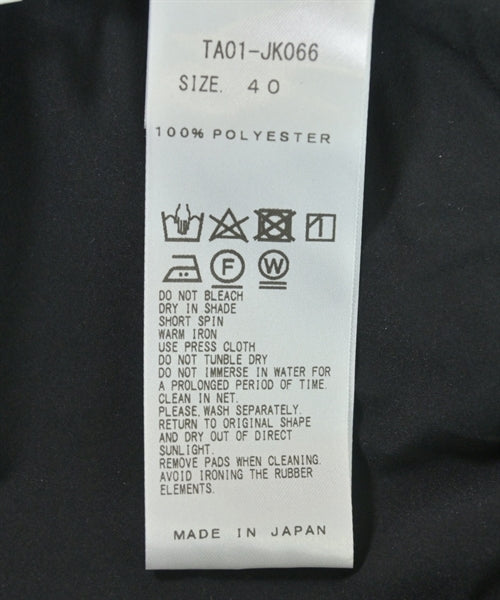 TA01-JK066
SIZE. 40
100% POLYESTER
F W
DO NOT BLEACH
DRY IN SHADE
SHORT SPIN
WARM IRON
USE PRESS CLOTH
DO NOT TUNBLE DRY
DO NOT IMMERSE IN WATER FOR
A PROLONGED PERIOD OF TIME.
CLEAN IN NET.
PLEASE, WASH SEPARATELY.
RETURN TO ORIGINAL SHAPE
AND DRY OUT OF DIRECT
SUNLIGHT.
REMOVE PADS WHEN CLEANING.
AVOID IRONING THE RUBBER
ELEMENTS.
MADE IN JAPAN